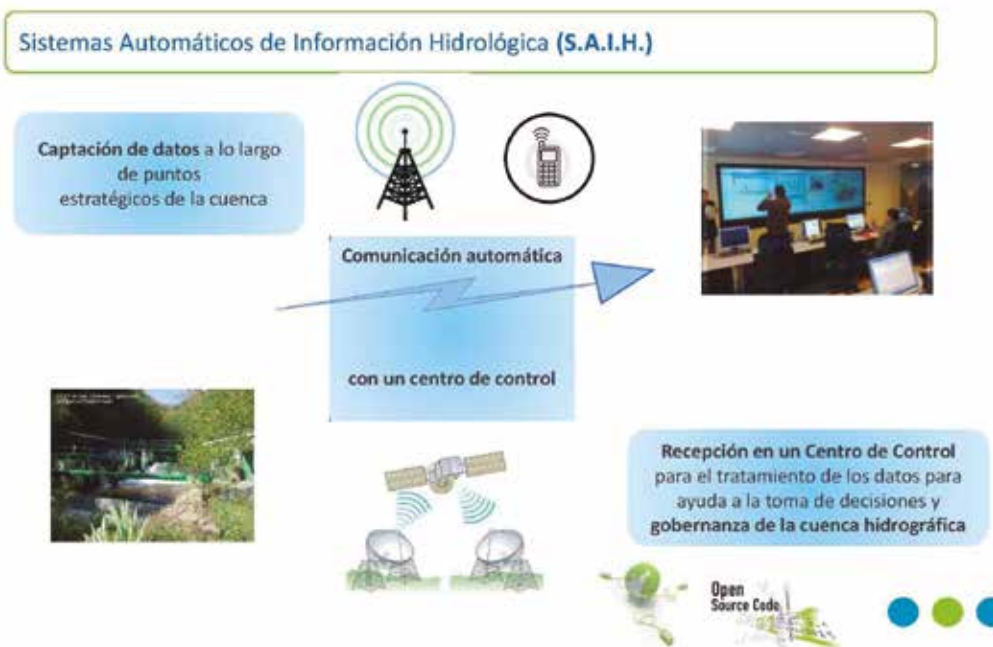 Sistemas Automáticos de Información Hidrológica (S.A.I.H.)
Captación de datos a lo largo
de puntos
estratégicos de la cuenca
Comunicación automática
con un centro de control
Recepción en un Centro de Control
para el tratamiento de los datos para
ayuda a la toma de decisiones y
gobernanza de la cuenca hidrográfica
Open
Source Code